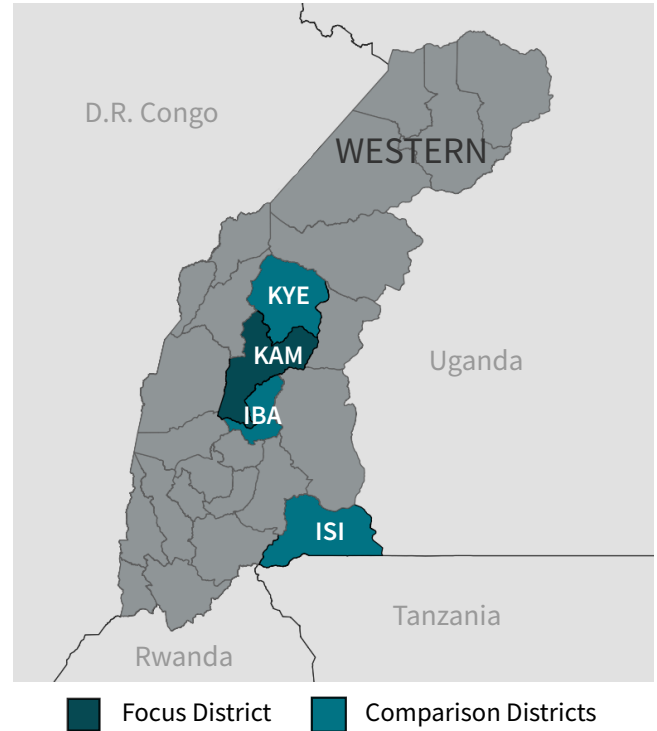 D.R. Congo
WESTERN
KYE
KAM
Uganda
IBA
ISI
Tanzania
Rwanda
Focus District
Comparison Districts